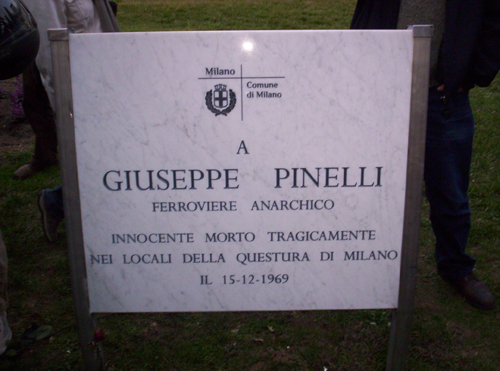 Milano
Comune
di Milano
A
GIUSEPPE PINELLI
FERROVIERE ANARCHICO
INNOCENTE MORTO TRAGICAMENTE
NEI LOCALI DELLA QUESTURA DI MILANO
IL 15-12-1969